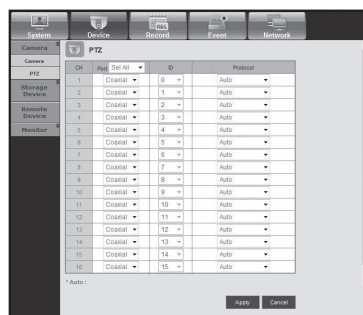 System Device Record Event Network
Camera
Camera
PTZ
Storage Device
Remote Device
Monitor
PTZ
CH Port Set All ID Protocol
1 Coaxial 0 Auto
2 Coaxial 1 Auto
3 Coaxial 2 Auto
4 Coaxial 3 Auto
5 Coaxial 4 Auto
6 Coaxial 5 Auto
7 Coaxial 6 Auto
8 Coaxial 7 Auto
9 Coaxial 8 Auto
10 Coaxial 9 Auto
11 Coaxial 10 Auto
12 Coaxial 11 Auto
13 Coaxial 12 Auto
14 Coaxial 13 Auto
15 Coaxial 14 Auto
16 Coaxial 15 Auto
* Auto :
Apply Cancel